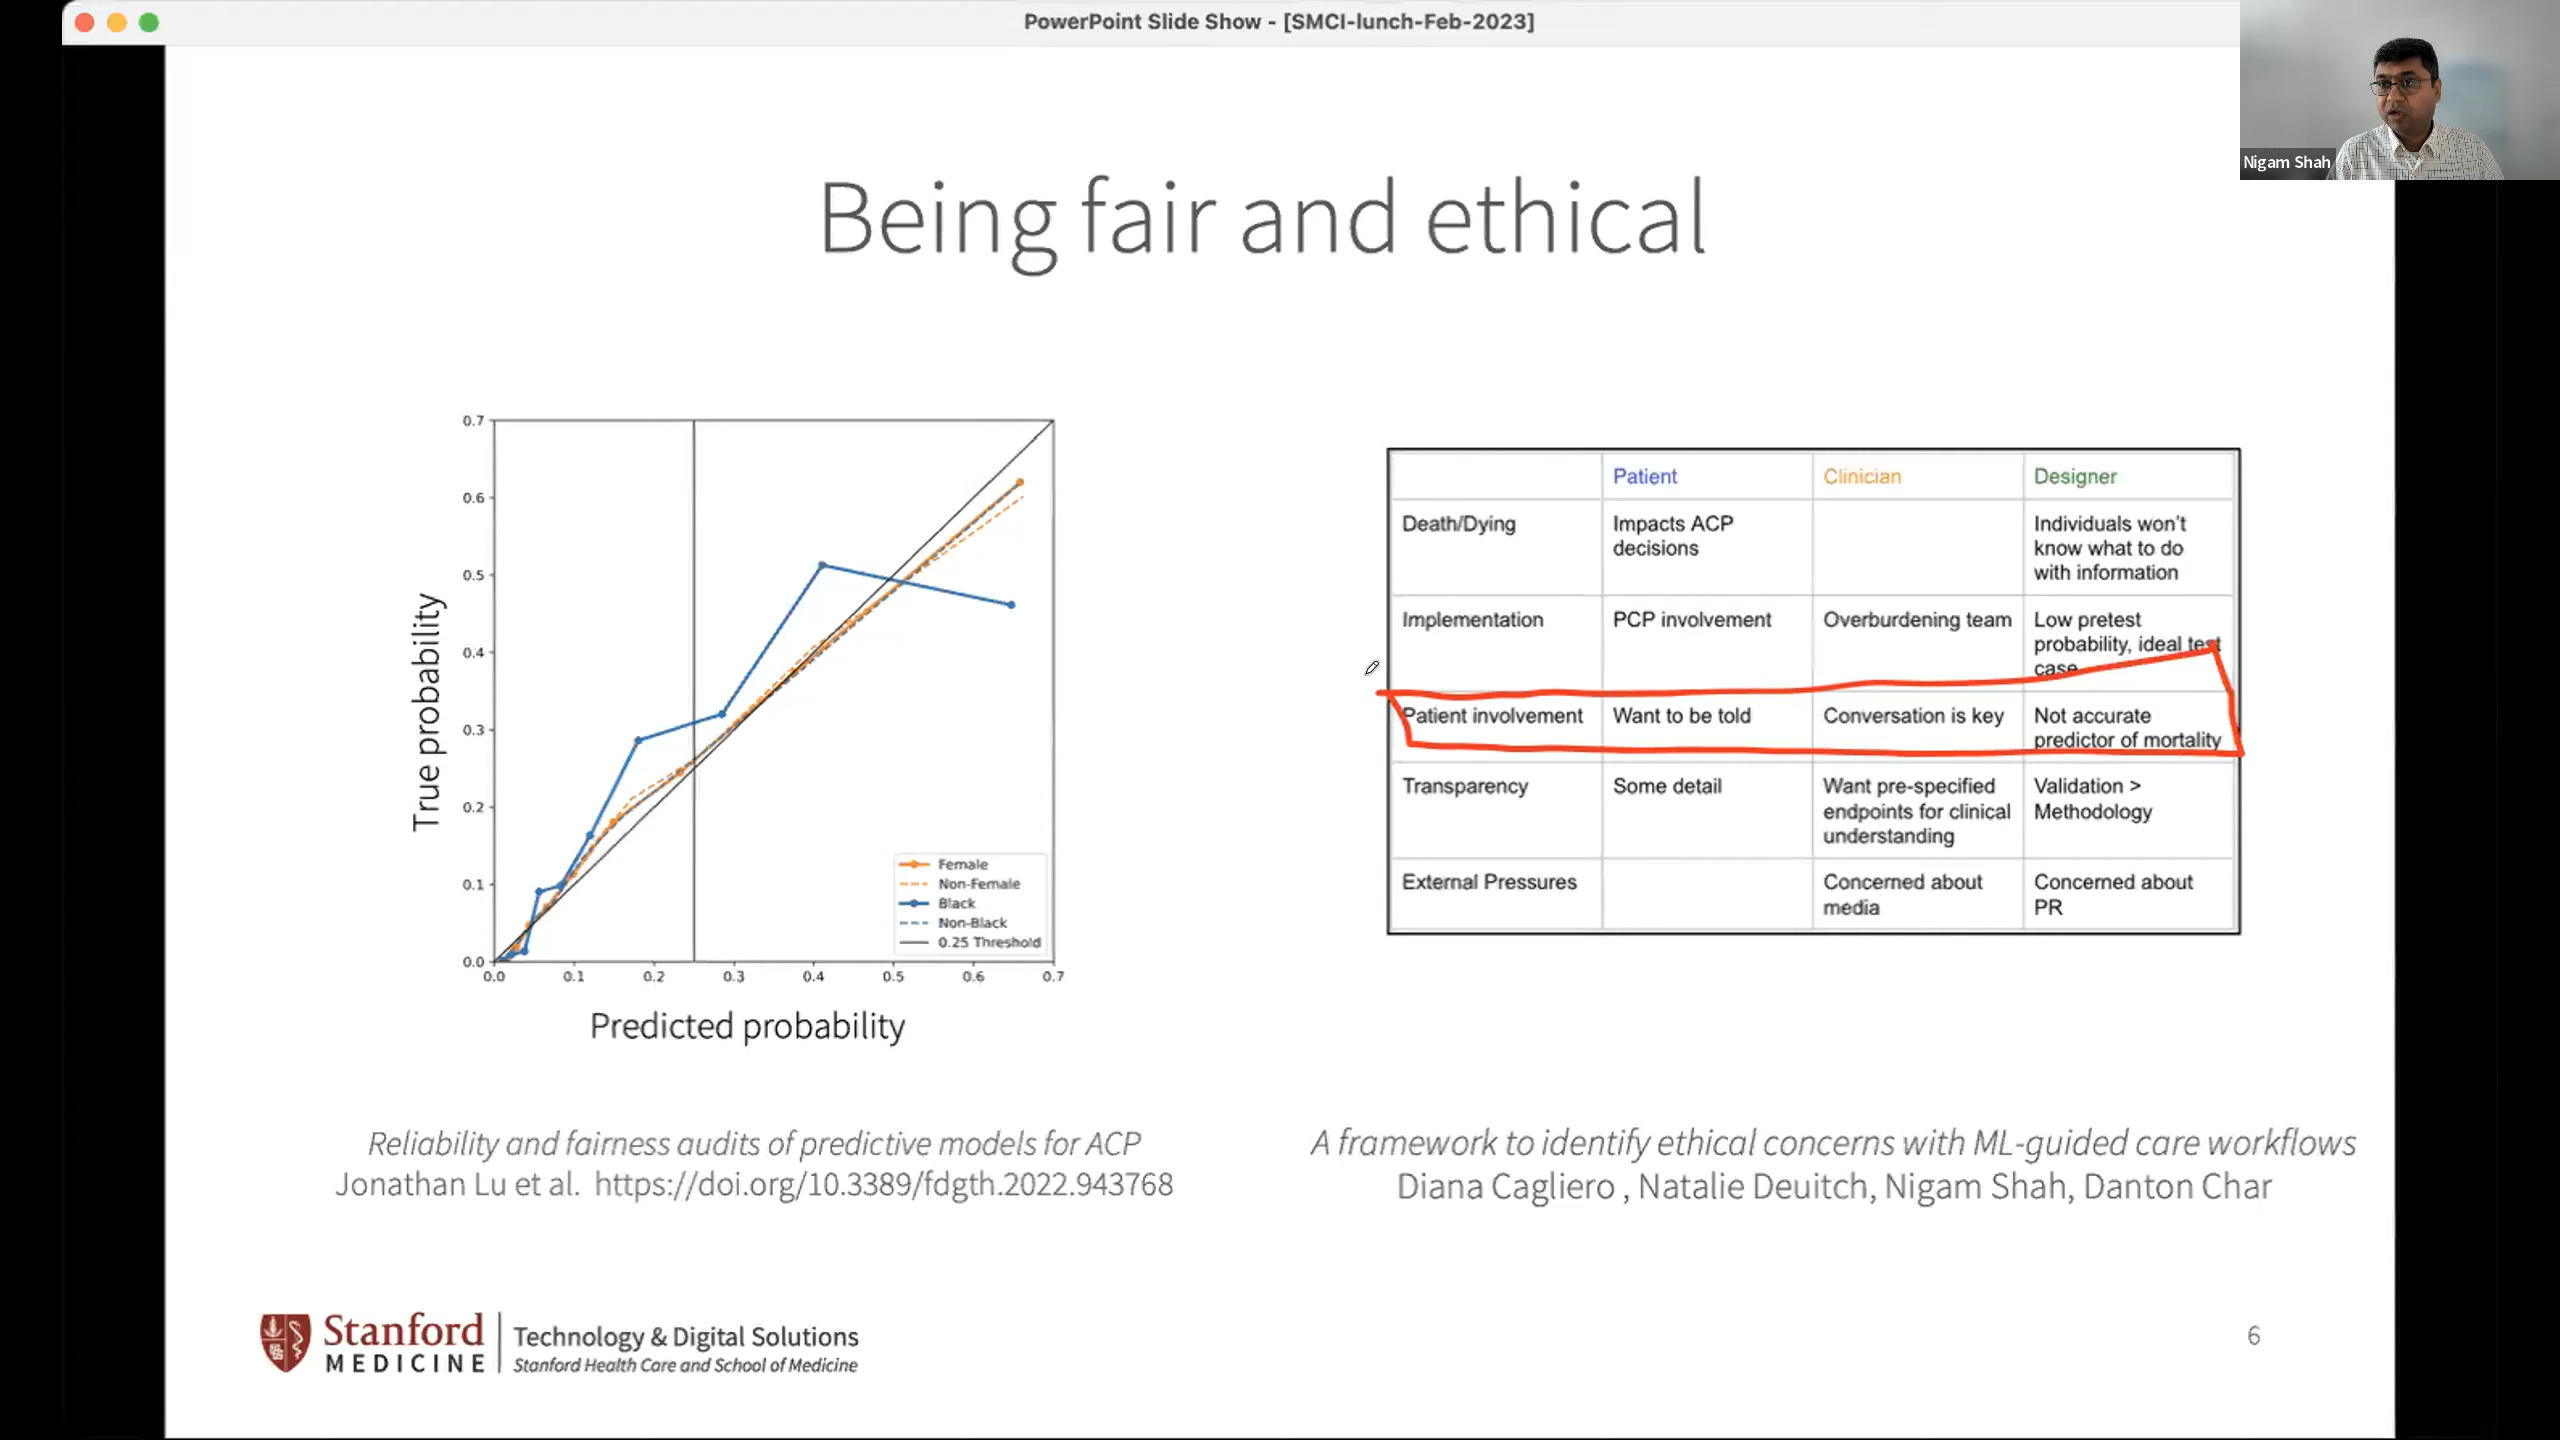 PowerPoint Slide Show - [SMCI-lunch-Feb-2023]
Nigam Shah
Being fair and ethical
0.7
0.6
0.5
0.4
0.3
0.2
0.1
0.0
True probability
0.0 0.1 0.2 0.3 0.4 0.5 0.6 0.7
Predicted probability
Female
Non-Female
Black
Non-Black
0.25 Threshold
Patient Clinician Designer
Death/Dying
Impacts ACP
decisions
Individuals won't
know what to do
with information
Implementation
PCP involvement
Overburdening team
Low pretest
probability, ideal test
case
Patient involvement
Want to be told
Conversation is key
Not accurate
predictor of mortality
Transparency
Some detail
Want pre-specified
endpoints for clinical
understanding
Validation >
Methodology
External Pressures
Concerned about
media
Concerned about
PR
Reliability and fairness audits of predictive models for ACP
Jonathan Lu et al. https://doi.org/10.3389/fdgth.2022.943768
A framework to identify ethical concerns with ML-guided care workflows
Diana Cagliero , Natalie Deuitch, Nigam Shah, Danton Char
Stanford
MEDICINE
Technology & Digital Solutions
Stanford Health Care and School of Medicine
6